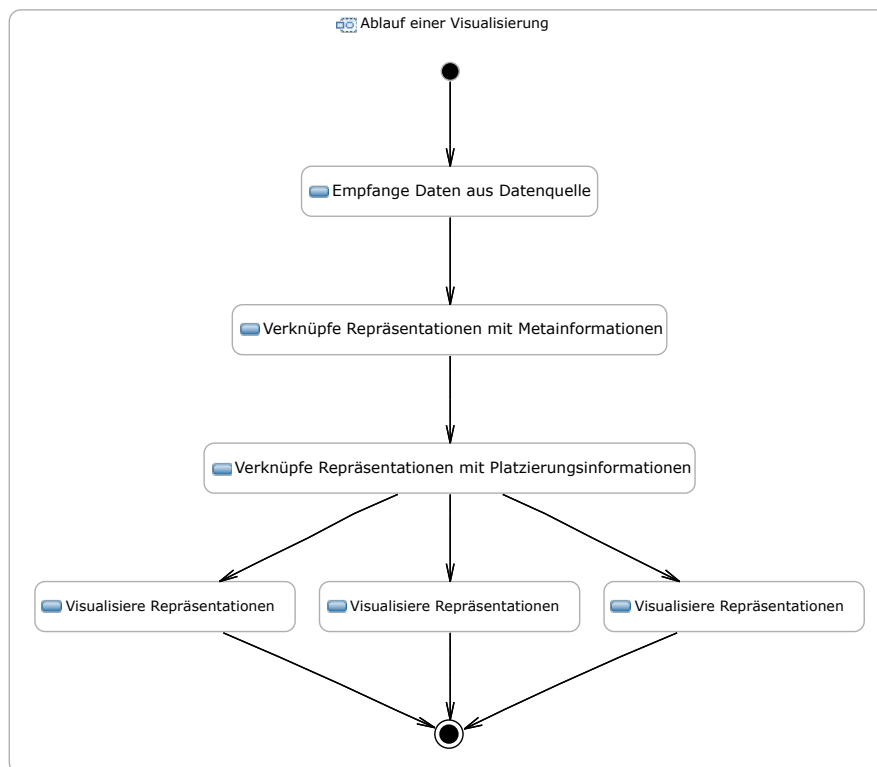 Ablauf einer Visualisierung
Empfange Daten aus Datenquelle
Verknüpfe Repräsentationen mit Metainformationen
Verknüpfe Repräsentationen mit Platzierungsinformationen
Visualisiere Repräsentationen
Visualisiere Repräsentationen
Visualisiere Repräsentationen